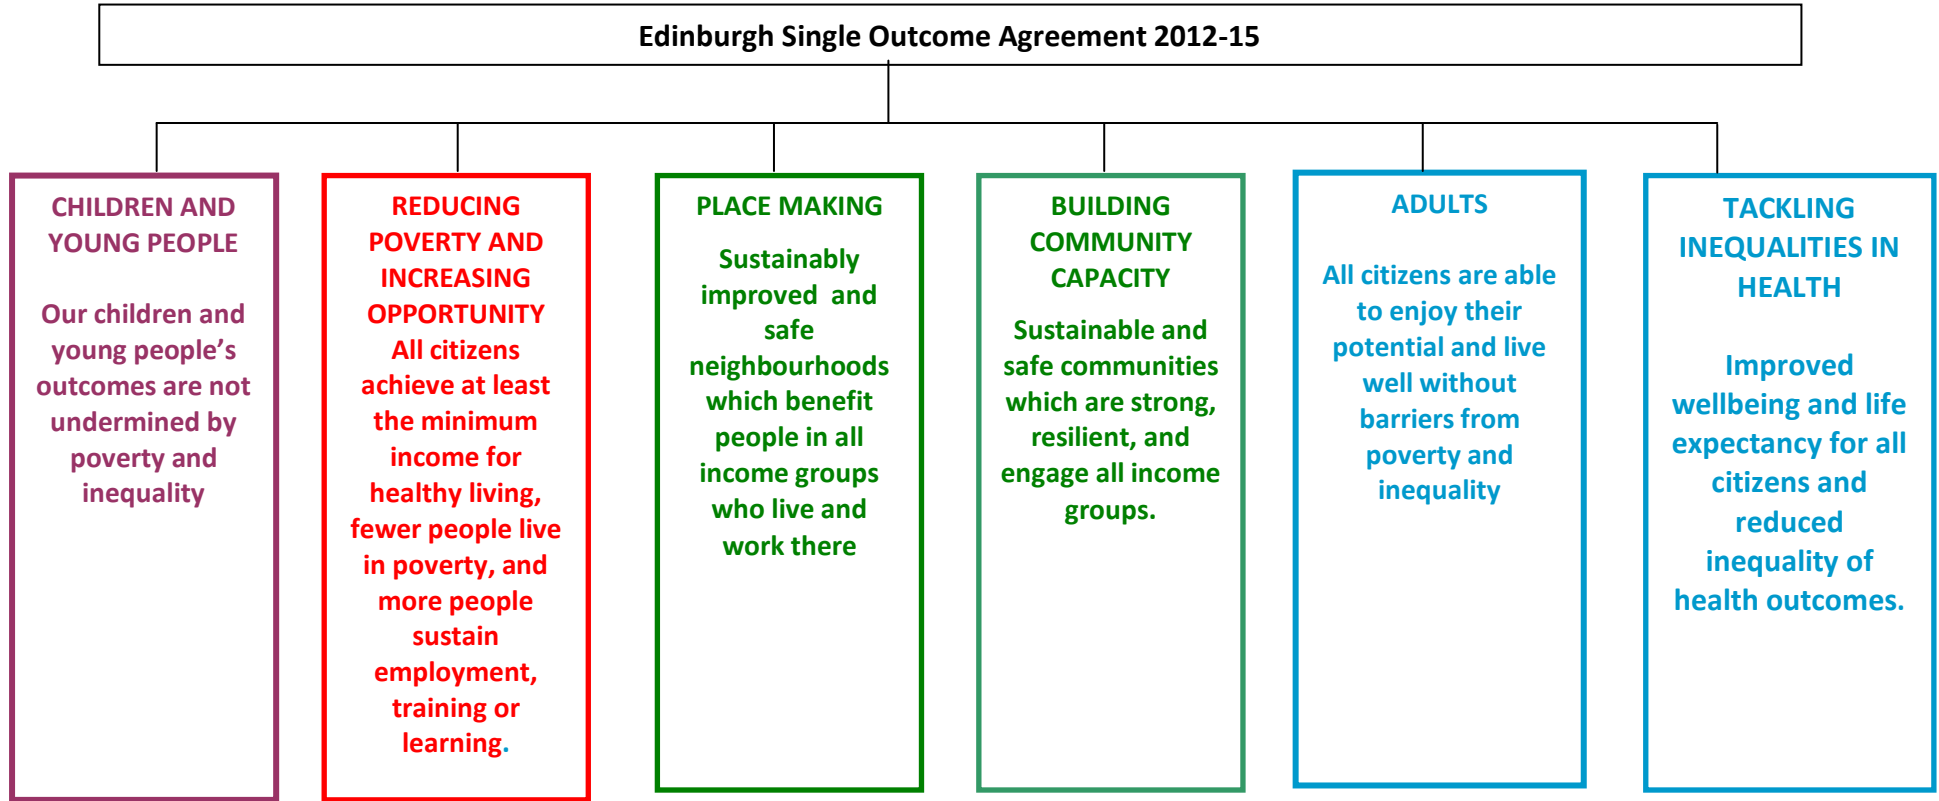 Edinburgh Single Outcome Agreement 2012-15
CHILDREN AND
YOUNG PEOPLE
Our children and
young people’s
outcomes are not
undermined by
poverty and
inequality
REDUCING
POVERTY AND
INCREASING
OPPORTUNITY
All citizens
achieve at least
the minimum
income for
healthy living,
fewer people live
in poverty, and
more people
sustain
employment,
training or
learning.
PLACE MAKING
Sustainably
improved and
safe
neighbourhoods
which benefit
people in all
income groups
who live and
work there
BUILDING
COMMUNITY
CAPACITY
Sustainable and
safe communities
which are strong,
resilient, and
engage all income
groups.
ADULTS
All citizens are able
to enjoy their
potential and live
well without
barriers from
poverty and
inequality
TACKLING
INEQUALITIES IN
HEALTH
Improved
wellbeing and life
expectancy for all
citizens and
reduced
inequality of
health outcomes.